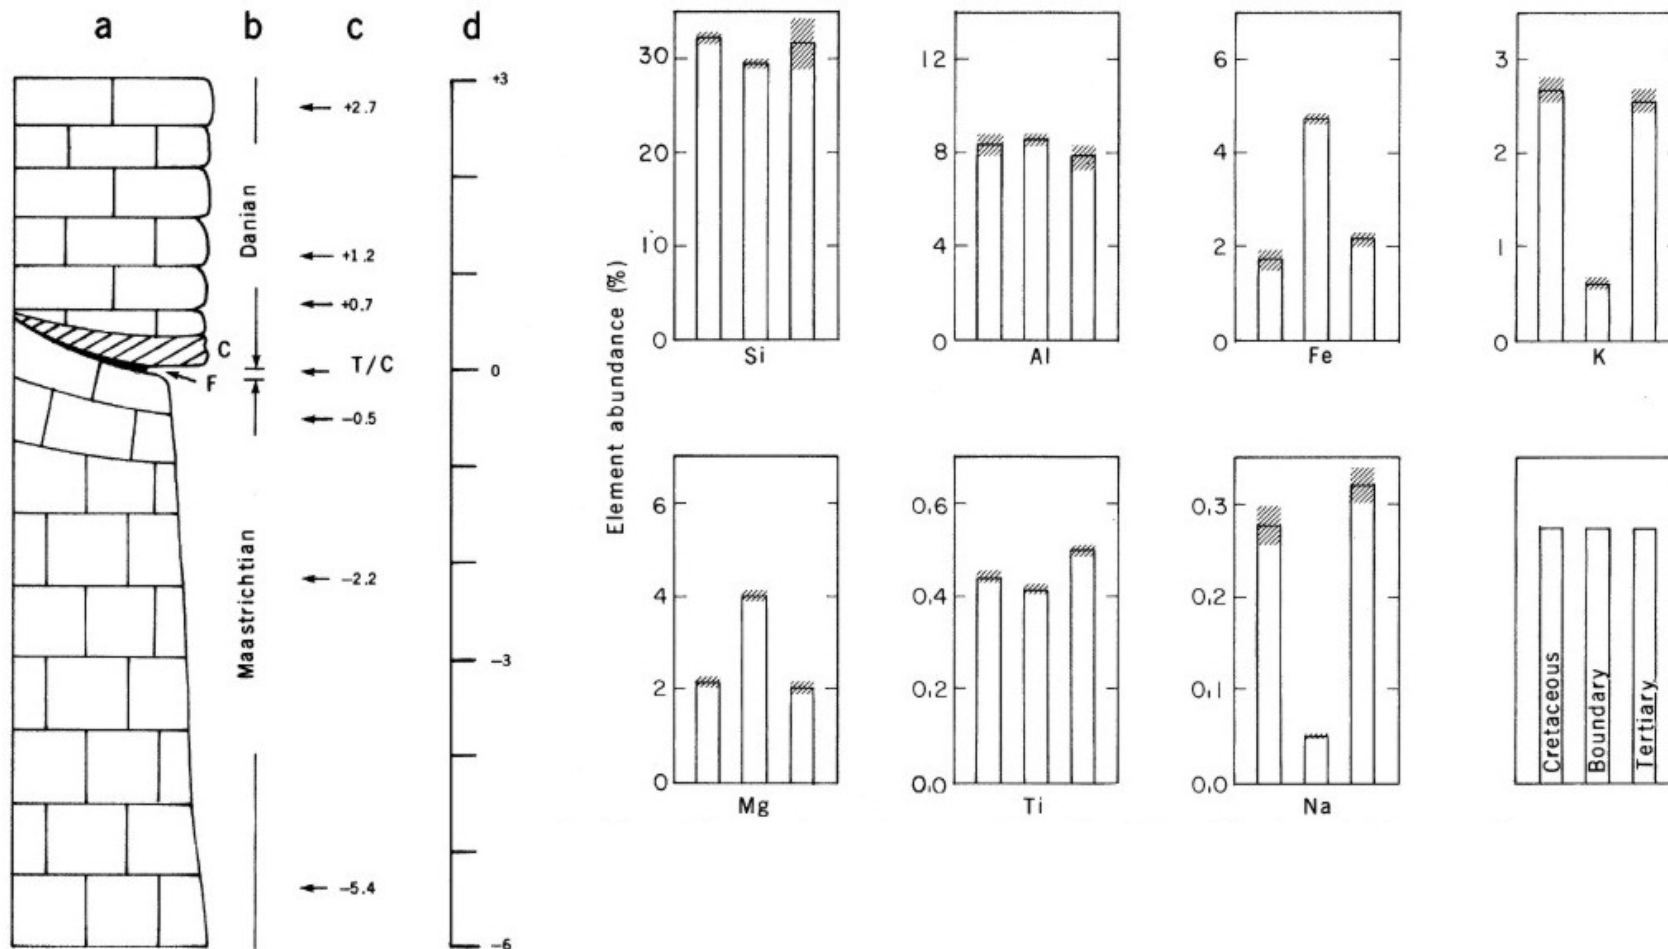 a b c d
+3
+2.7
Danian
+1.2
+0.7
C
T/C
0
F
-0.5
Maastrichtian
-2.2
-3
-5.4
-6
Element abundance (%)
30
20
10
0
Si
12
8
4
0
Al
6
4
2
0
Fe
3
2
1
0
K
6
4
2
0
Mg
0.6
0.4
0.2
0.0
Ti
0.3
0.2
0.1
0.0
Na
Cretaceous
Boundary
Tertiary